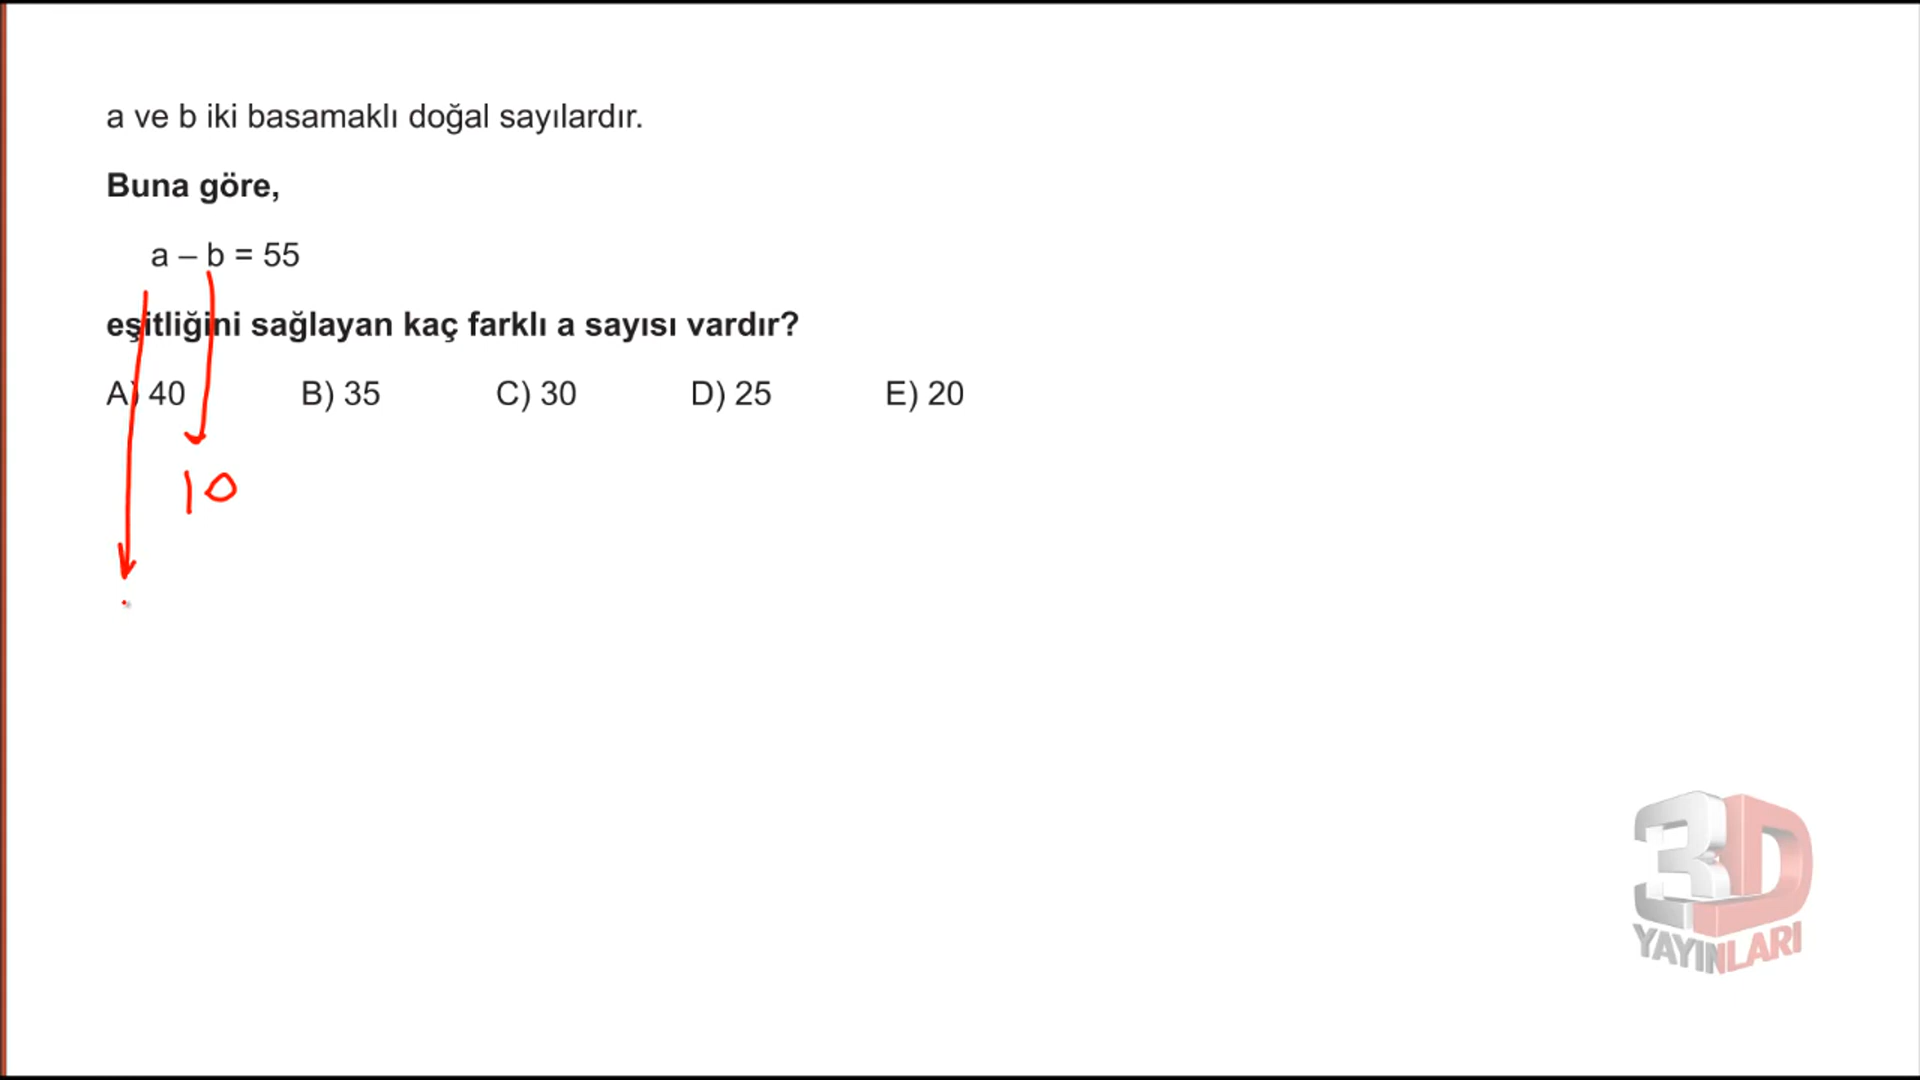 a ve b iki basamaklı doğal sayılardır.
Buna göre,
a – b = 55
eşitliğini sağlayan kaç farklı a sayısı vardır?
A) 40 B) 35 C) 30 D) 25 E) 20
10
3D
YAYINLARI